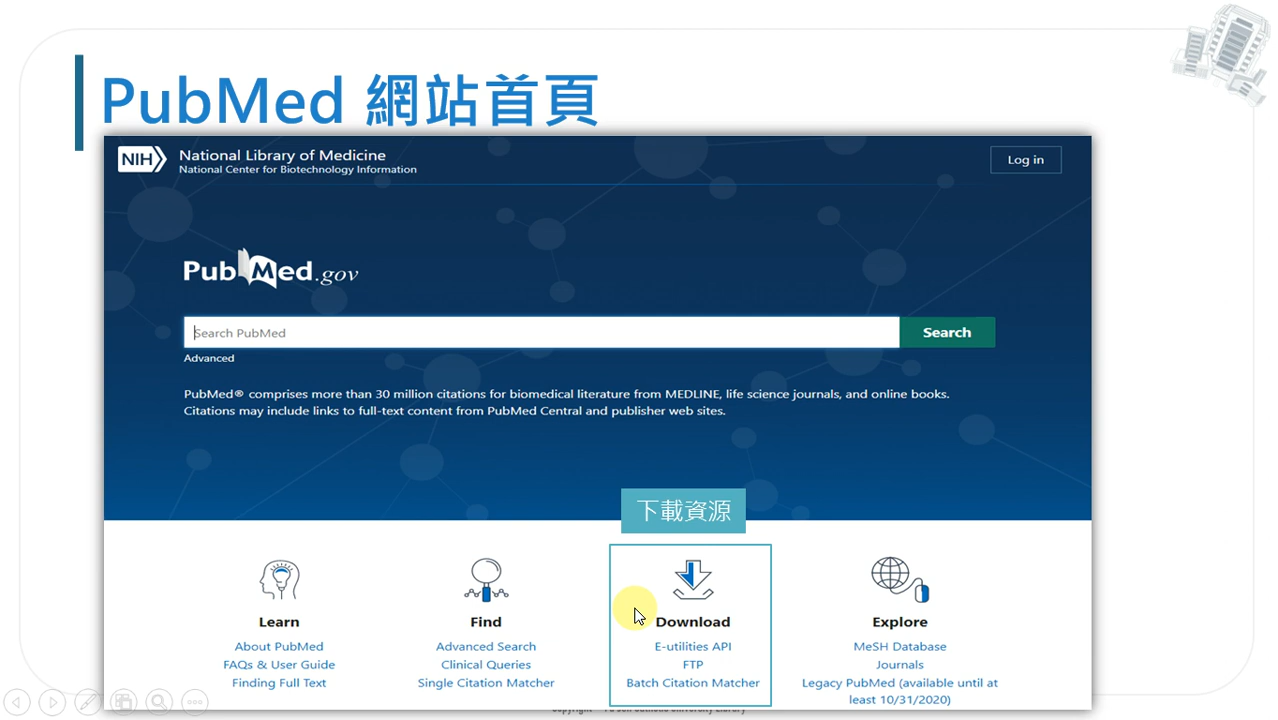 PubMed 網站首頁
NIH
National Library of Medicine
National Center for Biotechnology Information
Log in
PubMed.gov
Search PubMed
Search
Advanced
PubMed® comprises more than 30 million citations for biomedical literature from MEDLINE, life science journals, and online books.
Citations may include links to full-text content from PubMed Central and publisher web sites.
下載資源
Learn
About PubMed
FAQs & User Guide
Finding Full Text
Find
Advanced Search
Clinical Queries
Single Citation Matcher
Download
E-utilities API
FTP
Batch Citation Matcher
Explore
MeSH Database
Journals
Legacy PubMed (available until at
least 10/31/2020)